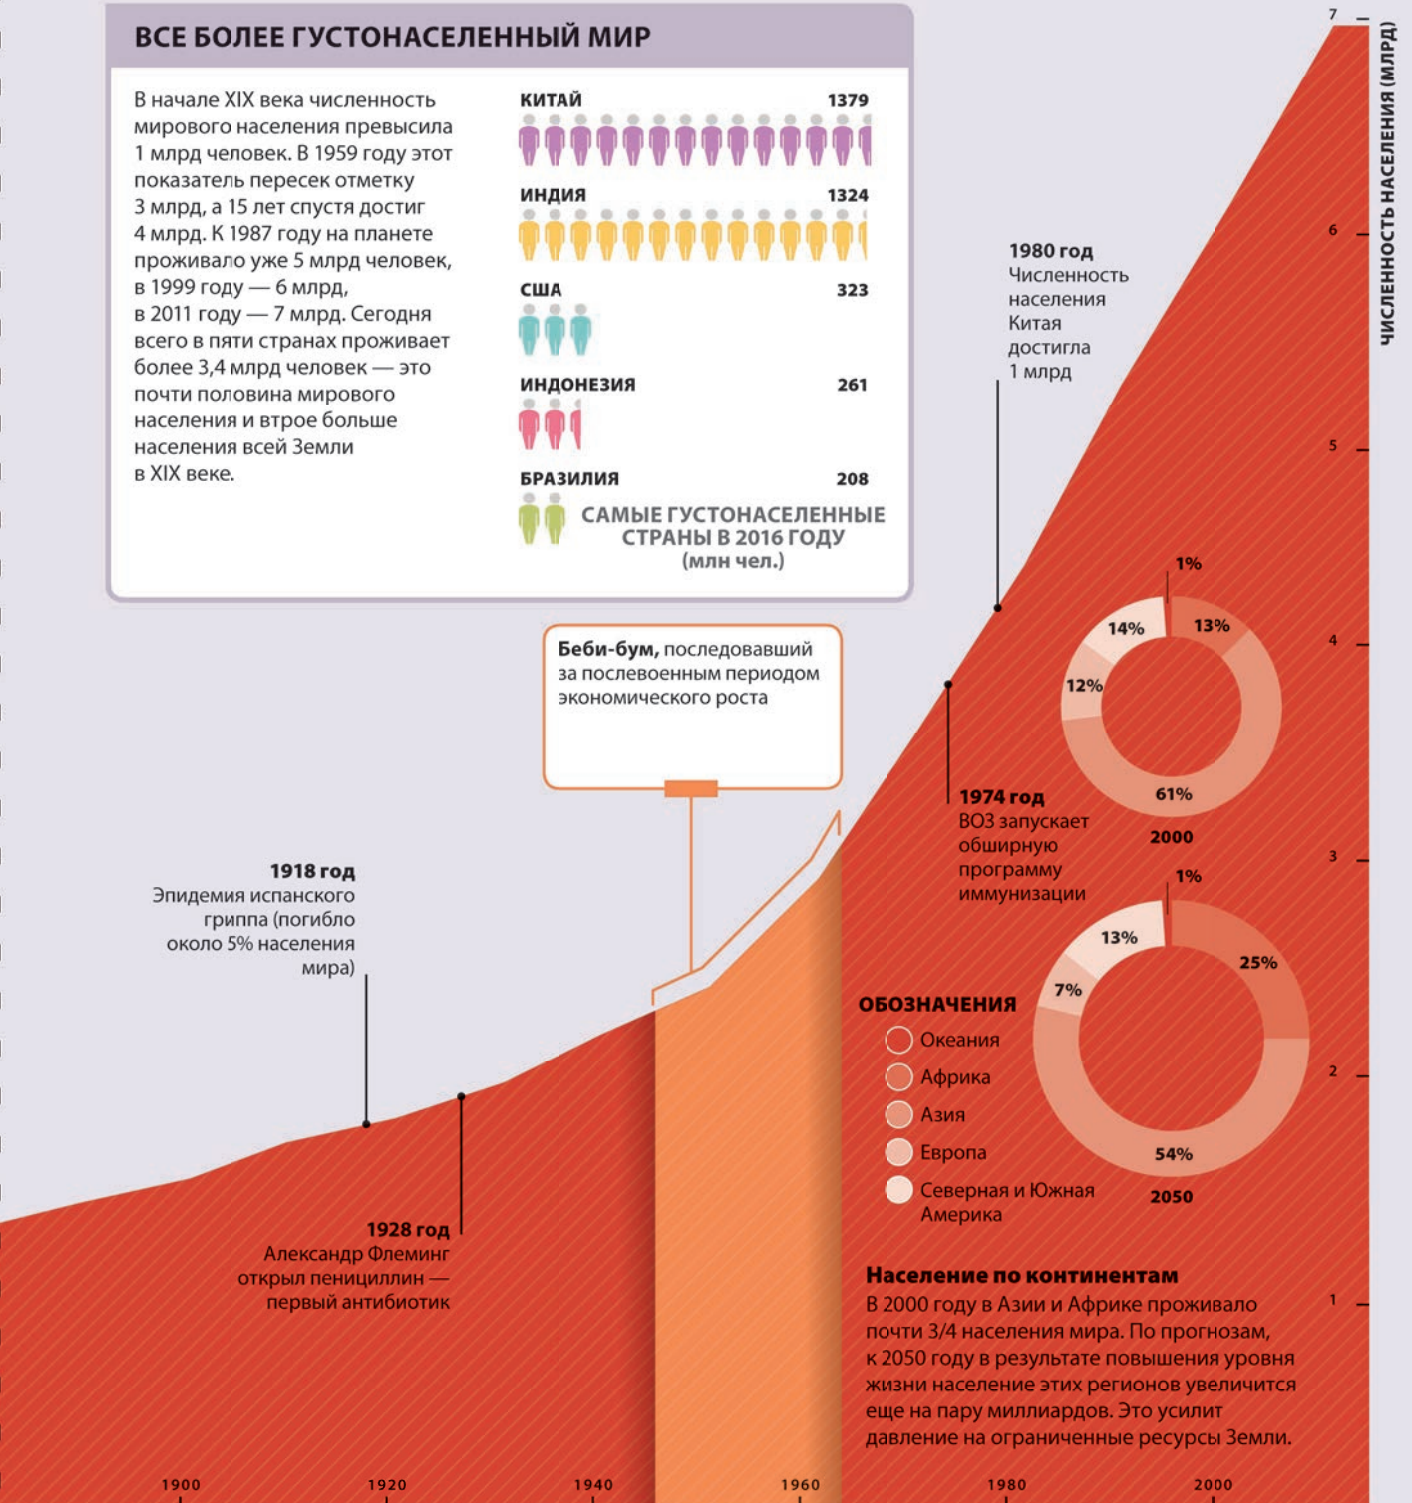 ВСЕ БОЛЕЕ ГУСТОНАСЕЛЕННЫЙ МИР
В начале XIX века численность
мирового населения превысила
1 млрд человек. В 1959 году этот
показатель пересек отметку
3 млрд, а 15 лет спустя достиг
4 млрд. К 1987 году на планете
проживало уже 5 млрд человек,
в 1999 году — 6 млрд,
в 2011 году — 7 млрд. Сегодня
всего в пяти странах проживает
более 3,4 млрд человек — это
почти половина мирового
населения и втрое больше
населения всей Земли
в XIX веке.
КИТАЙ 1379
ИНДИЯ 1324
США 323
ИНДОНЕЗИЯ 261
БРАЗИЛИЯ 208
САМЫЕ ГУСТОНАСЕЛЕННЫЕ
СТРАНЫ В 2016 ГОДУ
(млн чел.)
1980 год
Численность
населения
Китая
достигла
1 млрд
Беби-бум, последовавший
за послевоенным периодом
экономического роста
1974 год
ВОЗ запускает
обширную
программу
иммунизации
1918 год
Эпидемия испанского
гриппа (погибло
около 5% населения
мира)
1928 год
Александр Флеминг
открыл пенициллин —
первый антибиотик
1%
14%
13%
12%
61%
2000
1%
13%
25%
7%
54%
2050
ОБОЗНАЧЕНИЯ
Океания
Африка
Азия
Европа
Северная и Южная
Америка
Население по континентам
В 2000 году в Азии и Африке проживало
почти 3/4 населения мира. По прогнозам,
к 2050 году в результате повышения уровня
жизни население этих регионов увеличится
еще на пару миллиардов. Это усилит
давление на ограниченные ресурсы Земли.
ЧИСЛЕННОСТЬ НАСЕЛЕНИЯ (МЛРД)
7
6
5
4
3
2
1
1900 1920 1940 1960 1980 2000